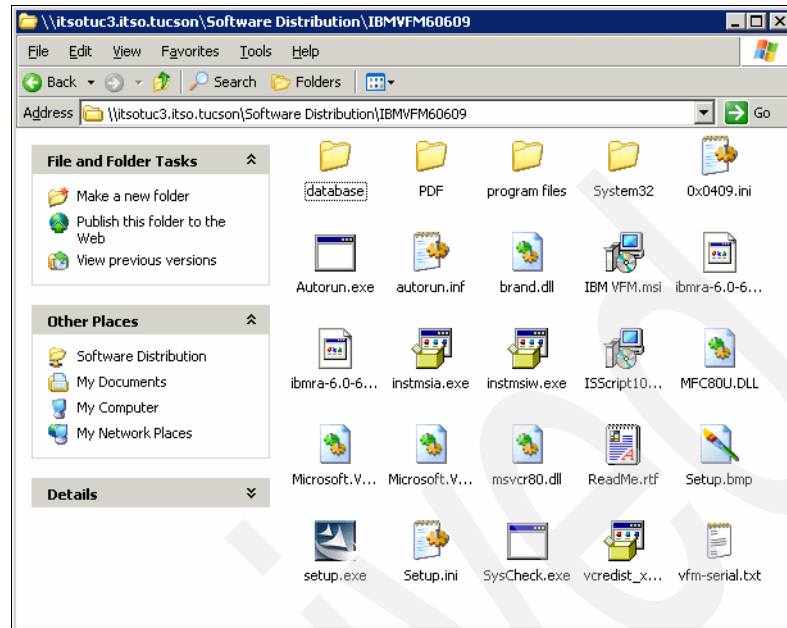 \\itsotuc3.itso.tucson\Software Distribution\IBMVFM60609
File Edit View Favorites Tools Help
Back Search Folders
Address \\itsotuc3.itso.tucson\Software Distribution\IBMVFM60609 Go
File and Folder Tasks
Make a new folder
Publish this folder to the
Web
View previous versions
Other Places
Software Distribution
My Documents
My Computer
My Network Places
Details
database PDF program files System32 0x0409.ini
Autorun.exe autorun.inf brand.dll IBM VFM.msi ibmra-6.0-6...
ibmra-6.0-6... instmsia.exe instmsiw.exe ISScript10... MFC80U.DLL
Microsoft.V... Microsoft.V... msvcr80.dll ReadMe.rtf Setup.bmp
setup.exe Setup.ini SysCheck.exe vcredist_x... vfm-serial.txt